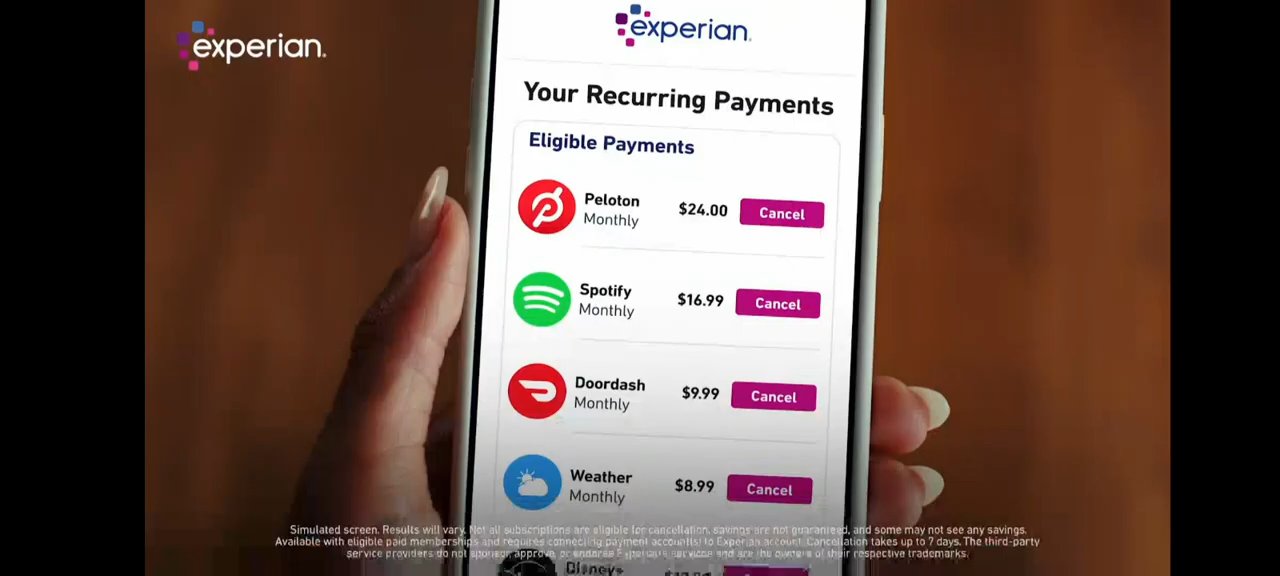 experian.
experian.
Your Recurring Payments
Eligible Payments
Peloton
Monthly
$24.00
Cancel
Spotify
Monthly
$16.99
Cancel
Doordash
Monthly
$9.99
Cancel
Weather
Monthly
$8.99
Cancel
Simulated screen. Results will vary. Not all subscriptions are eligible for cancellation, savings are not guaranteed, and some may not see any savings.
Available with eligible paid memberships and requires connecting payment account(s) to Experian account. Cancellation takes up to 7 days. The third-party
service providers do not sponsor, approve, or endorse Experian's services and are the owners of their respective trademarks.
Disney+